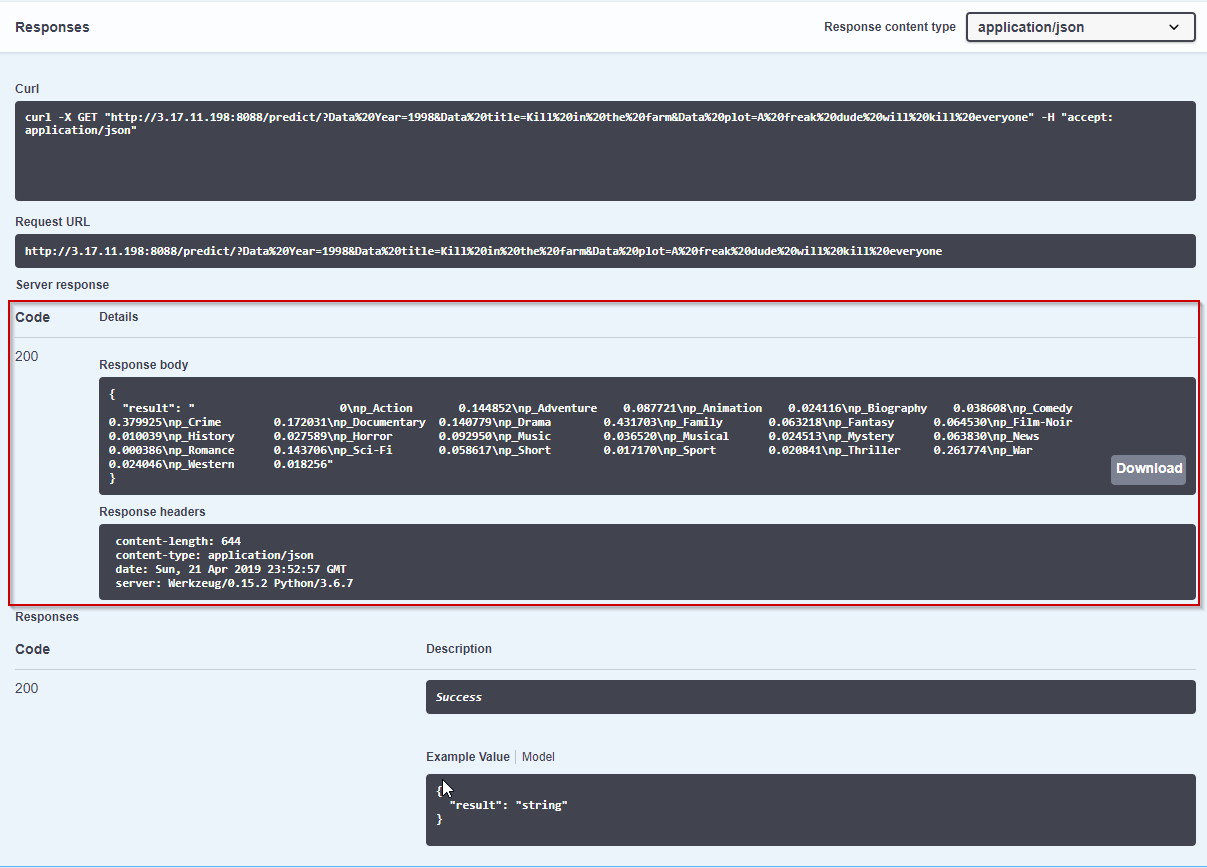 Responses
Response content type
application/json
Curl
curl -X GET "http://3.17.11.198:8088/predict/?Data%20Year=1998&Data%20title=Kill%20in%20the%20farm&Data%20plot=A%20freak%20dude%20will%20kill%20everyone" -H "accept:
application/json"
Request URL
http://3.17.11.198:8088/predict/?Data%20Year=1998&Data%20title=Kill%20in%20the%20farm&Data%20plot=A%20freak%20dude%20will%20kill%20everyone
Server response
Code Details
200
Response body
{
"result": " 0\np_Action 0.144852\np_Adventure 0.087721\np_Animation 0.024116\np_Biography 0.038608\np_Comedy
0.379925\np_Crime 0.172031\np_Documentary 0.140779\np_Drama 0.431703\np_Family 0.063218\np_Fantasy 0.064530\np_Film-Noir
0.010039\np_History 0.027589\np_Horror 0.092950\np_Music 0.036520\np_Musical 0.024513\np_Mystery 0.063830\np_News
0.000386\np_Romance 0.143706\np_Sci-Fi 0.058617\np_Short 0.017170\np_Sport 0.020841\np_Thriller 0.261774\np_War
0.024046\np_Western 0.018256"
}
Download
Response headers
content-length: 644
content-type: application/json
date: Sun, 21 Apr 2019 23:52:57 GMT
server: Werkzeug/0.15.2 Python/3.6.7
Responses
Code Description
200
Success
Example Value Model
{
"result": "string"
}